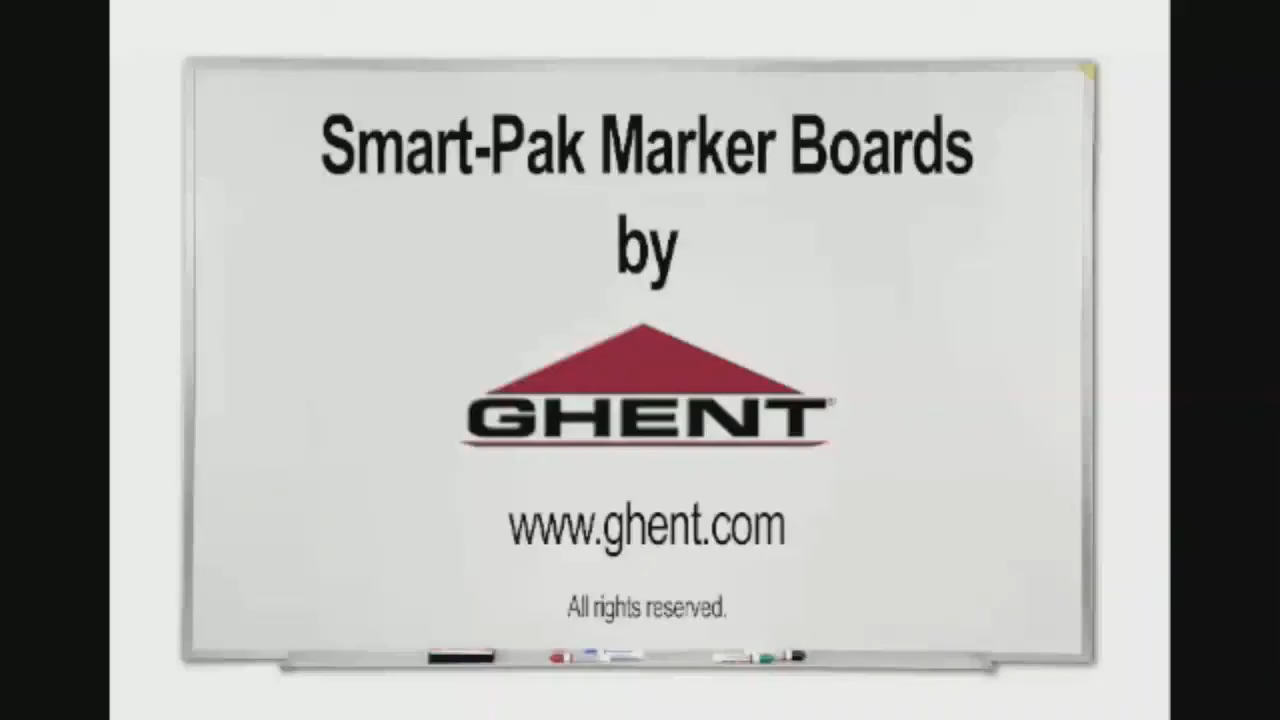 Smart-Pak Marker Boards
by
GHENT®
www.ghent.com
All rights reserved.